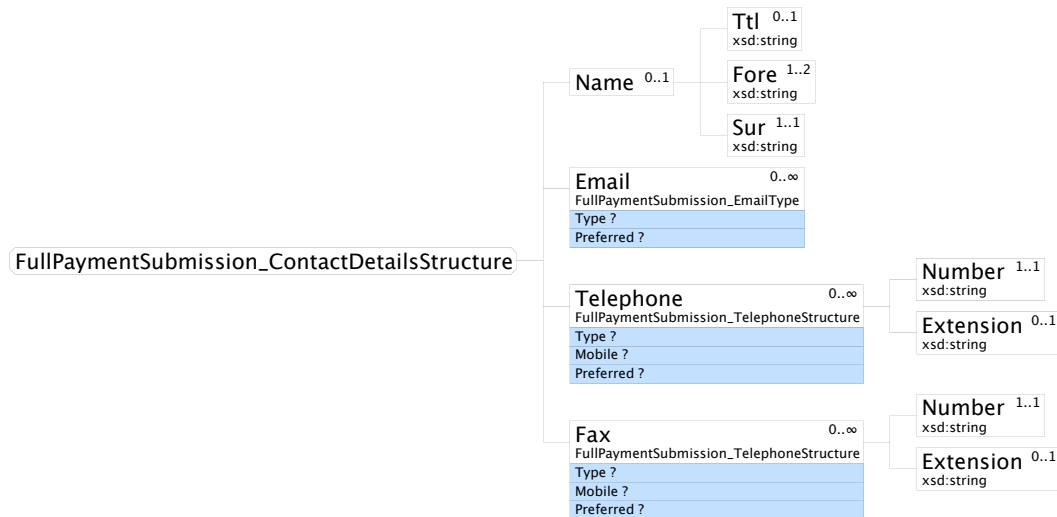 FullPaymentSubmission_ContactDetailsStructure
Name 0..1
Ttl 0..1
xsd:string
Fore 1..2
xsd:string
Sur 1..1
xsd:string
Email 0..∞
FullPaymentSubmission_EmailType
Type ?
Preferred ?
Telephone 0..∞
FullPaymentSubmission_TelephoneStructure
Type ?
Mobile ?
Preferred ?
Number 1..1
xsd:string
Extension 0..1
xsd:string
Fax 0..∞
FullPaymentSubmission_TelephoneStructure
Type ?
Mobile ?
Preferred ?
Number 1..1
xsd:string
Extension 0..1
xsd:string